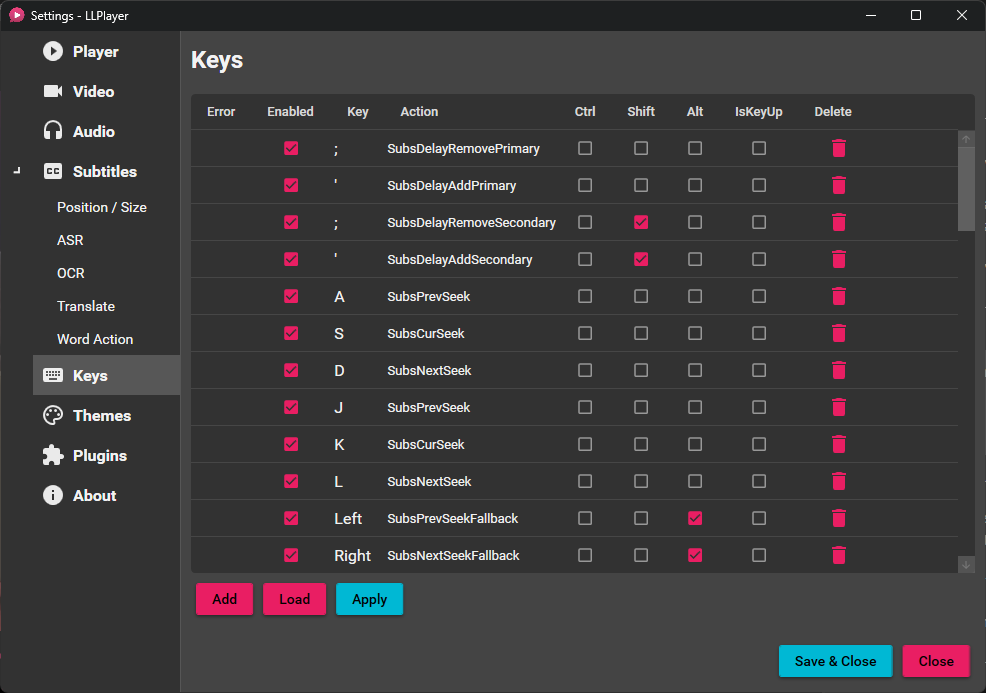 Settings - LLPlayer
Player
Video
Audio
CC Subtitles
Position / Size
ASR
OCR
Translate
Word Action
Keys
Themes
Plugins
About
Keys
Error Enabled Key Action Ctrl Shift Alt IsKeyUp Delete
; SubsDelayRemovePrimary
' SubsDelayAddPrimary
; SubsDelayRemoveSecondary
' SubsDelayAddSecondary
A SubsPrevSeek
S SubsCurSeek
D SubsNextSeek
J SubsPrevSeek
K SubsCurSeek
L SubsNextSeek
Left SubsPrevSeekFallback
Right SubsNextSeekFallback
Add Load Apply
Save & Close Close